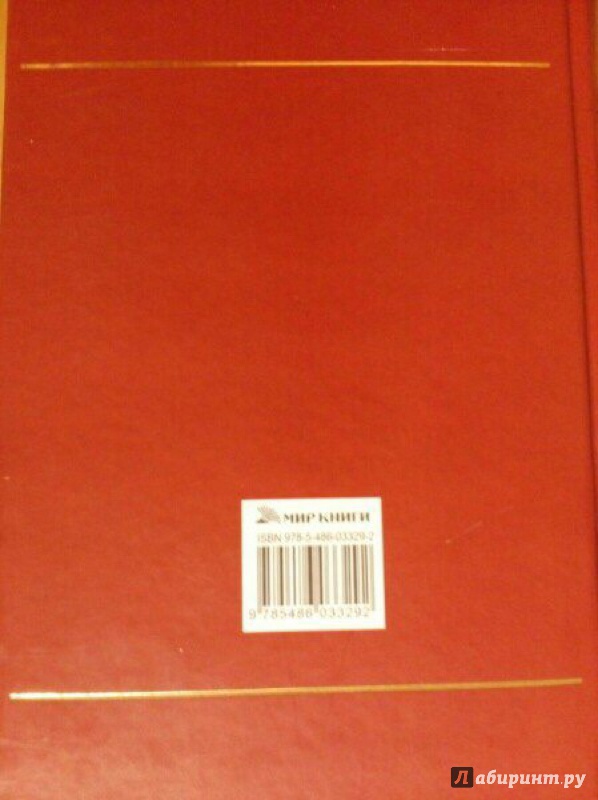 МИР КНИГИ
ISBN 978-5-486-03329-2
9 785486 033292
Лабиринт.ру